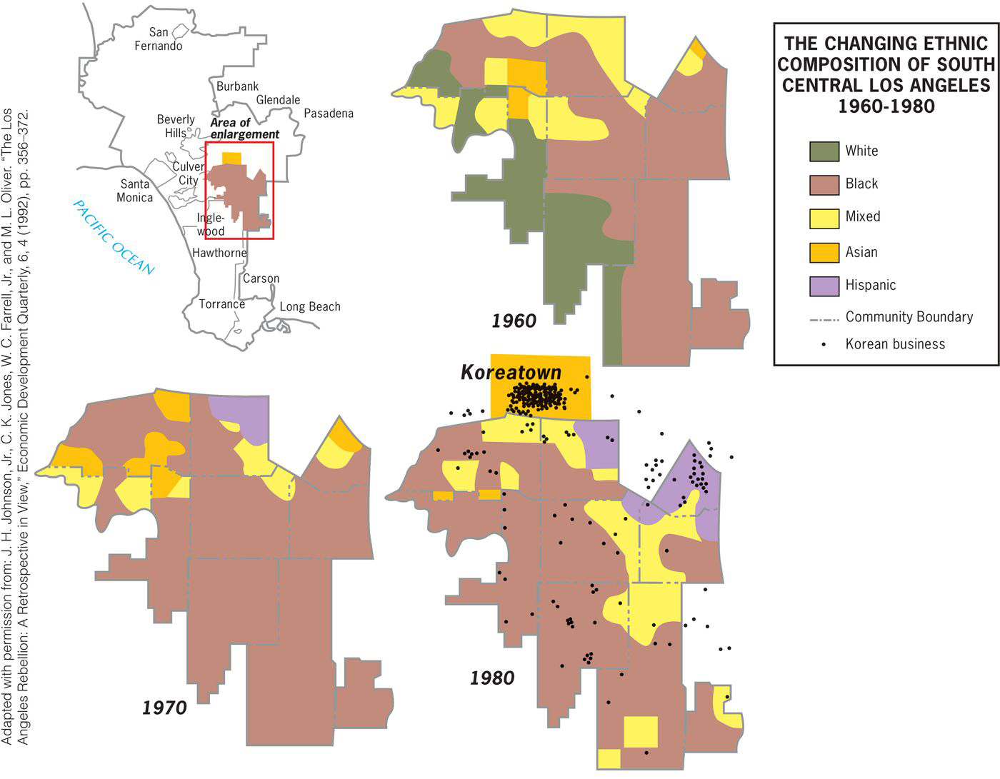 THE CHANGING ETHNIC
COMPOSITION OF SOUTH
CENTRAL LOS ANGELES
1960-1980
White
Black
Mixed
Asian
Hispanic
Community Boundary
Korean business
San
Fernando
Burbank
Glendale
Pasadena
Beverly
Hills
Area of
enlargement
Culver
City
Santa
Monica
Ingle-
wood
Hawthorne
Carson
Torrance
Long Beach
PACIFIC OCEAN
1960
Koreatown
1970
1980
Adapted with permission from: J. H. Johnson, Jr., C. K. Jones, W. C. Farrell, Jr., and M. L. Oliver. "The Los
Angeles Rebellion: A Retrospective in View," Economic Development Quarterly, 6, 4 (1992), pp. 356–372.